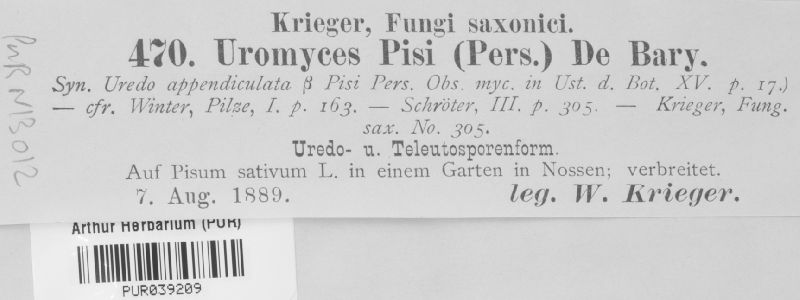 Krieger, Fungi saxonici.
470. Uromyces Pisi (Pers.) De Bary.
Syn. Uredo appendiculata β Pisi Pers. Obs. myc. in Ust. d. Bot. XV. p. 17.)
— cfr. Winter, Pilze, I. p. 163. — Schröter, III. p. 305. — Krieger, Fung.
sax. No. 305.
Uredo- u. Teleutosporenform.
Auf Pisum sativum L. in einem Garten in Nossen; verbreitet.
7. Aug. 1889. leg. W. Krieger.
PUR N13012
Arthur Herbarium (PUR)
PUR039209